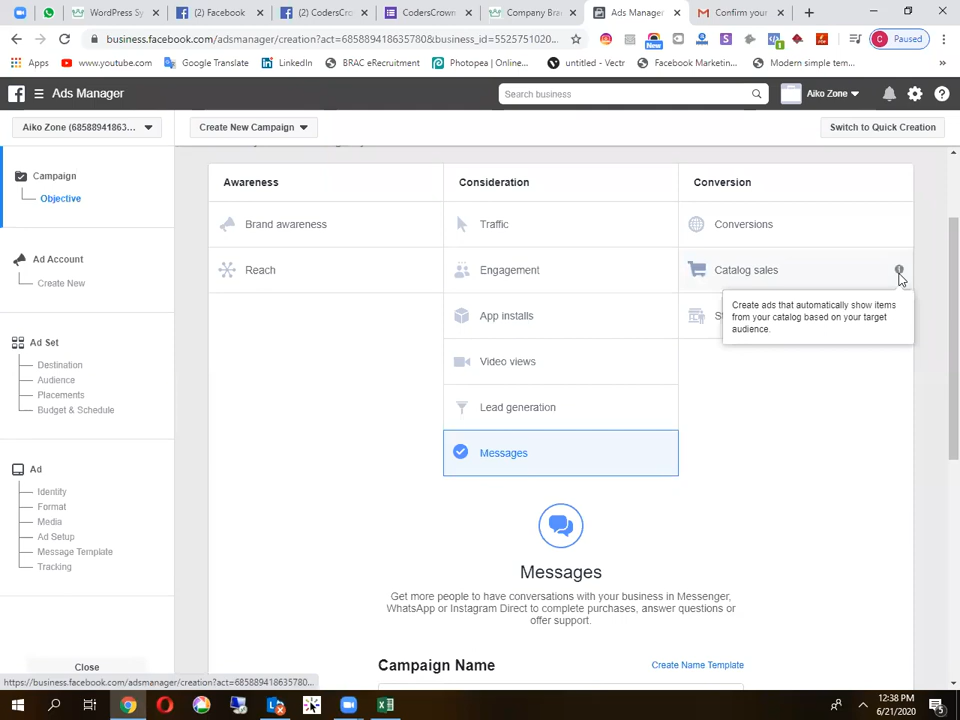 WordPress Sy
(2) Facebook
(2) CodersCro
CodersCrown
Company Bra
Ads Manager
Confirm your
business.facebook.com/adsmanager/creation?act=685889418635780&business_id=5525751020...
New
1
C Paused
Apps
www.youtube.com
Google Translate
LinkedIn
BRAC eRecruitment
Photopea | Online...
untitled - Vectr
Facebook Marketin...
Modern simple tem...
»
Ads Manager
Search business
Aiko Zone
Aiko Zone (68588941863...
Create New Campaign
Switch to Quick Creation
Campaign
Objective
Ad Account
Create New
Ad Set
Destination
Audience
Placements
Budget & Schedule
Ad
Identity
Format
Media
Ad Setup
Message Template
Tracking
Close
Awareness
Consideration
Conversion
Brand awareness
Traffic
Conversions
Reach
Engagement
Catalog sales
App installs
Create ads that automatically show items
from your catalog based on your target
audience.
Video views
Lead generation
Messages
Messages
Get more people to have conversations with your business in Messenger,
WhatsApp or Instagram Direct to complete purchases, answer questions or
offer support.
Campaign Name
Create Name Template
https://business.facebook.com/adsmanager/creation?act=685889418635780...
12:38 PM
6/21/2020
5